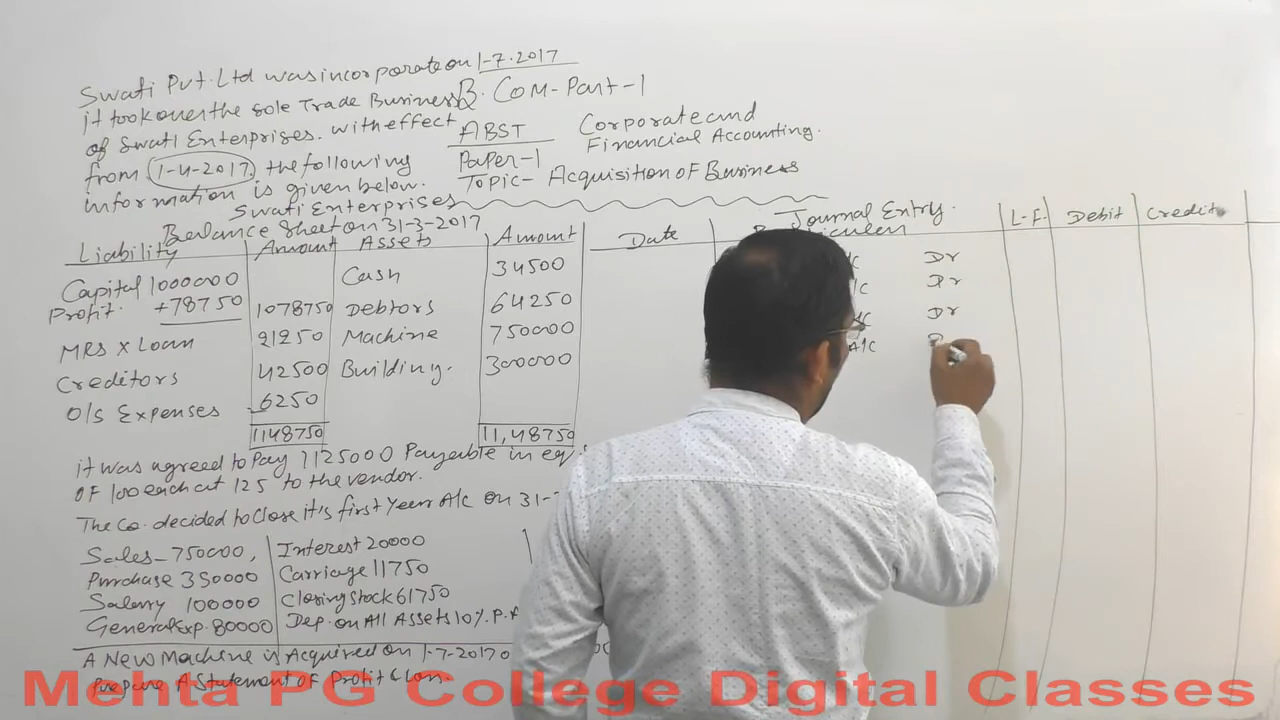 Swati Pvt. Ltd was incorporate on 1-7-2017
it took over the sole Trade Business
of Swati Enterprises. with effect
from 1-4-2017. the following
information is given below.
B. Com-Part-1
ABST
Paper-1
Corporate and
Financial Accounting.
Topic- Acquisition of Business
Swati Enterprises
Balance Sheet on 31-3-2017
Liability Amount Assets Amount
Capital 1000000 Cash 34500
Profit. +78750 1078750 Debtors 64250
MRS X Loan 21250 Machine 750000
Creditors 42500 Building. 300000
O/S Expenses 6250
1148750 11,48750
it was agreed to Pay 1125000 Payable in
of 100 each at 125 to the vendor.
The Co. decided to close it's first Year A/c on 31-
Sales - 750000, Interest 20000
Purchase 350000 Carriage 11750
Salary 100000 Closing stock 61750
General Exp. 80000 Dep. on All Assets 10%
A New Machine is Acquired on 1-7-2017
Prepare A Statement of Profit &
Journal Entry.
Date L.F. Debit Credit
Dr
Dr
Dr
A/C
Menta PG College Digital Classes